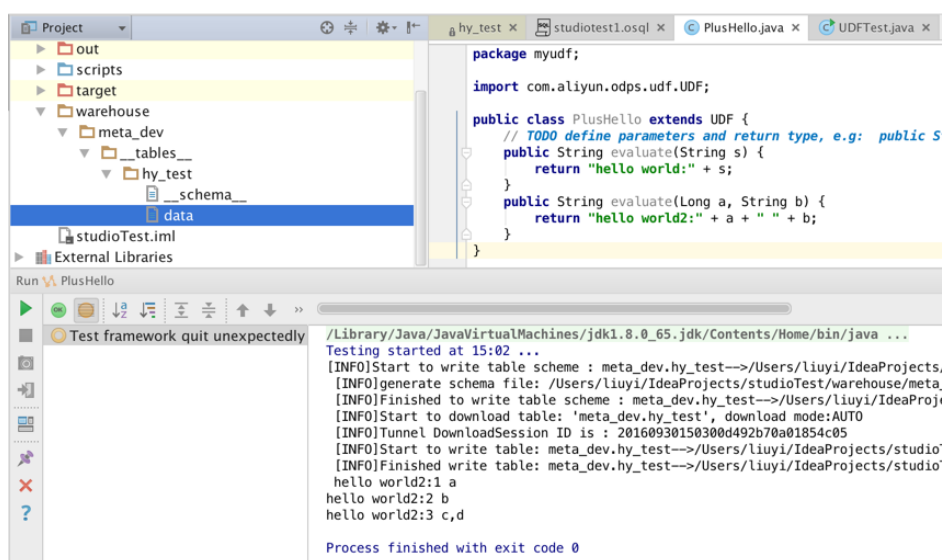 Project
out
scripts
target
warehouse
meta_dev
__tables__
hy_test
__schema__
data
studioTest.iml
External Libraries
hy_test × studiotest1.osql × PlusHello.java × UDFTest.java ×
package myudf;
import com.aliyun.odps.udf.UDF;
public class PlusHello extends UDF {
// TODO define parameters and return type, e.g: public S
public String evaluate(String s) {
return "hello world:" + s;
}
public String evaluate(Long a, String b) {
return "hello world2:" + a + " " + b;
}
}
Run PlusHello
Test framework quit unexpectedly
/Library/Java/JavaVirtualMachines/jdk1.8.0_65.jdk/Contents/Home/bin/java ...
Testing started at 15:02 ...
[INFO]Start to write table scheme : meta_dev.hy_test-->/Users/liuyi/IdeaProjects/
[INFO]generate schema file: /Users/liuyi/IdeaProjects/studioTest/warehouse/meta_
[INFO]Finished to write table scheme : meta_dev.hy_test-->/Users/liuyi/IdeaProje
[INFO]Start to download table: 'meta_dev.hy_test', download mode:AUTO
[INFO]Tunnel DownloadSession ID is : 20160930150300d492b70a01854c05
[INFO]Start to write table: meta_dev.hy_test-->/Users/liuyi/IdeaProjects/studioT
[INFO]Finished write table: meta_dev.hy_test-->/Users/liuyi/IdeaProjects/studioT
hello world2:1 a
hello world2:2 b
hello world2:3 c,d
Process finished with exit code 0